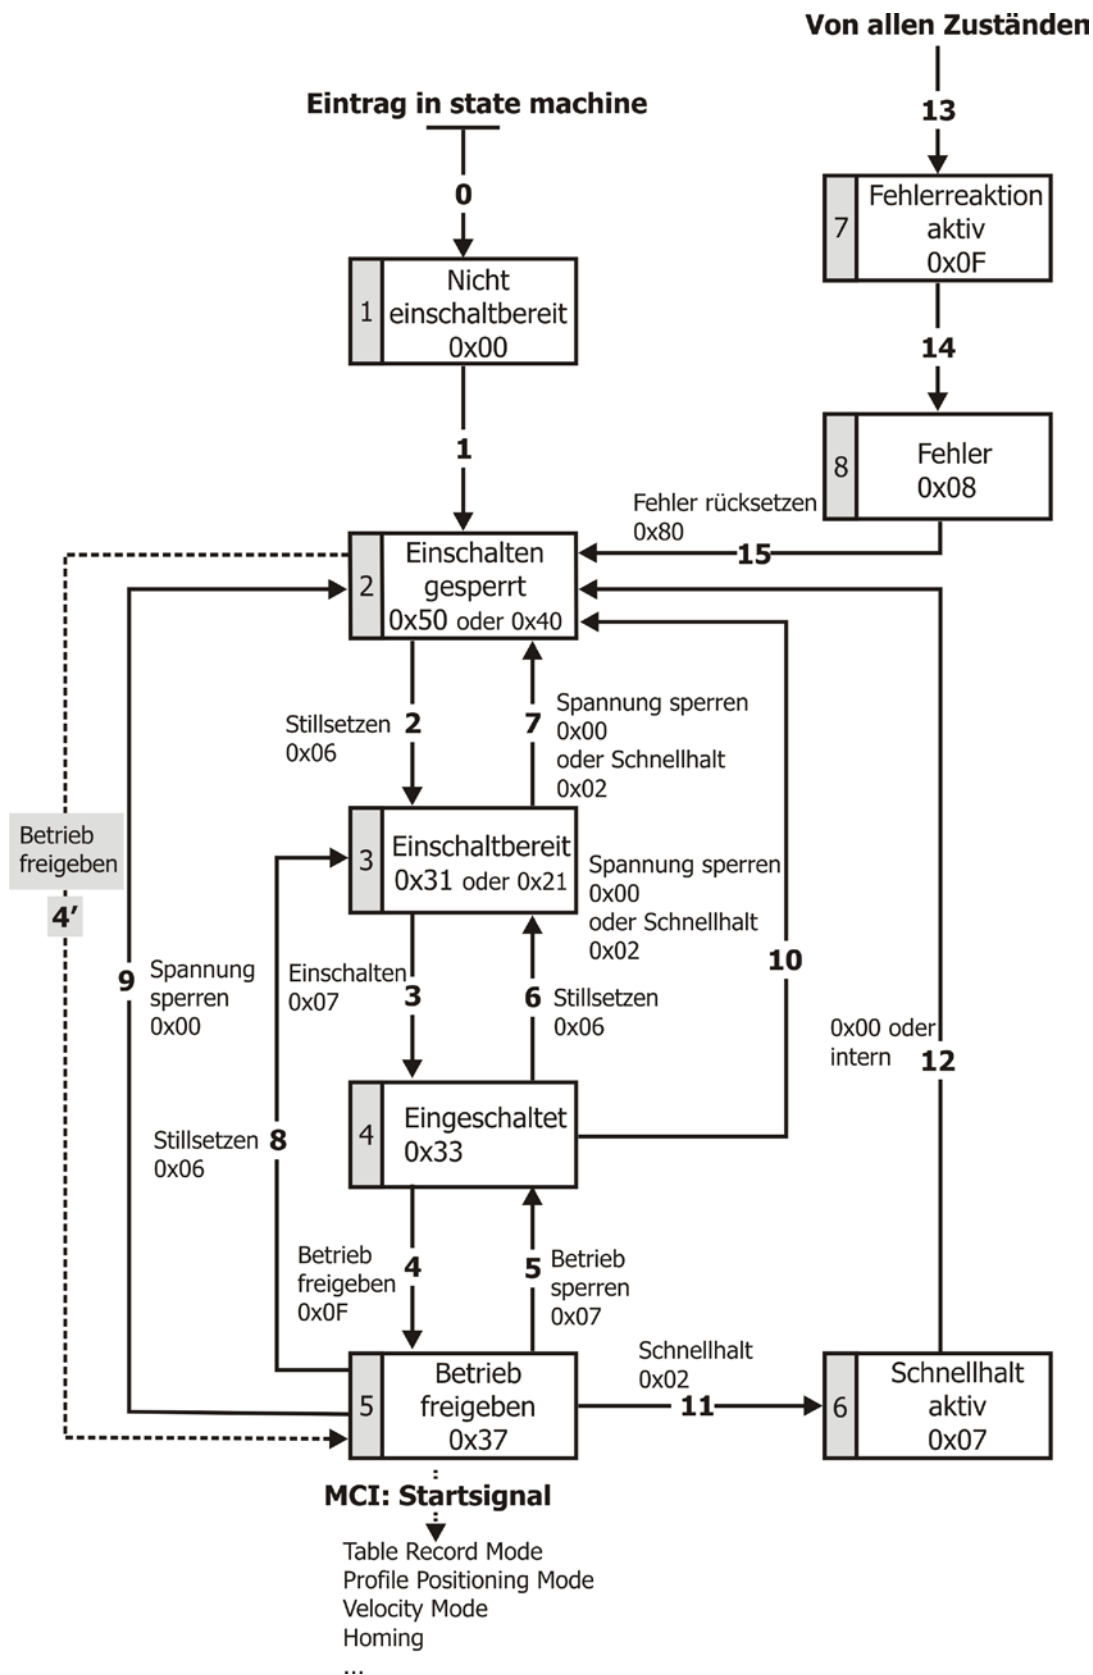 Von allen Zuständen
13
Eintrag in state machine
0
7
Fehlerreaktion
aktiv
0x0F
1
Nicht
einschaltbereit
0x00
14
8
Fehler
0x08
1
Fehler rücksetzen
0x80
15
2
Einschalten
gesperrt
0x50 oder 0x40
Stillsetzen
0x06
2
7
Spannung sperren
0x00
oder Schnellhalt
0x02
Betrieb
freigeben
4’
3
Einschaltbereit
0x31 oder 0x21
Spannung sperren
0x00
oder Schnellhalt
0x02
10
9
Spannung
sperren
0x00
Einschalten
0x07
3
6
Stillsetzen
0x06
0x00 oder
intern
12
Stillsetzen
0x06
8
4
Eingeschaltet
0x33
Betrieb
freigeben
0x0F
4
5
Betrieb
sperren
0x07
5
Betrieb
freigeben
0x37
Schnellhalt
0x02
11
6
Schnellhalt
aktiv
0x07
MCI: Startsignal
Table Record Mode
Profile Positioning Mode
Velocity Mode
Homing
...